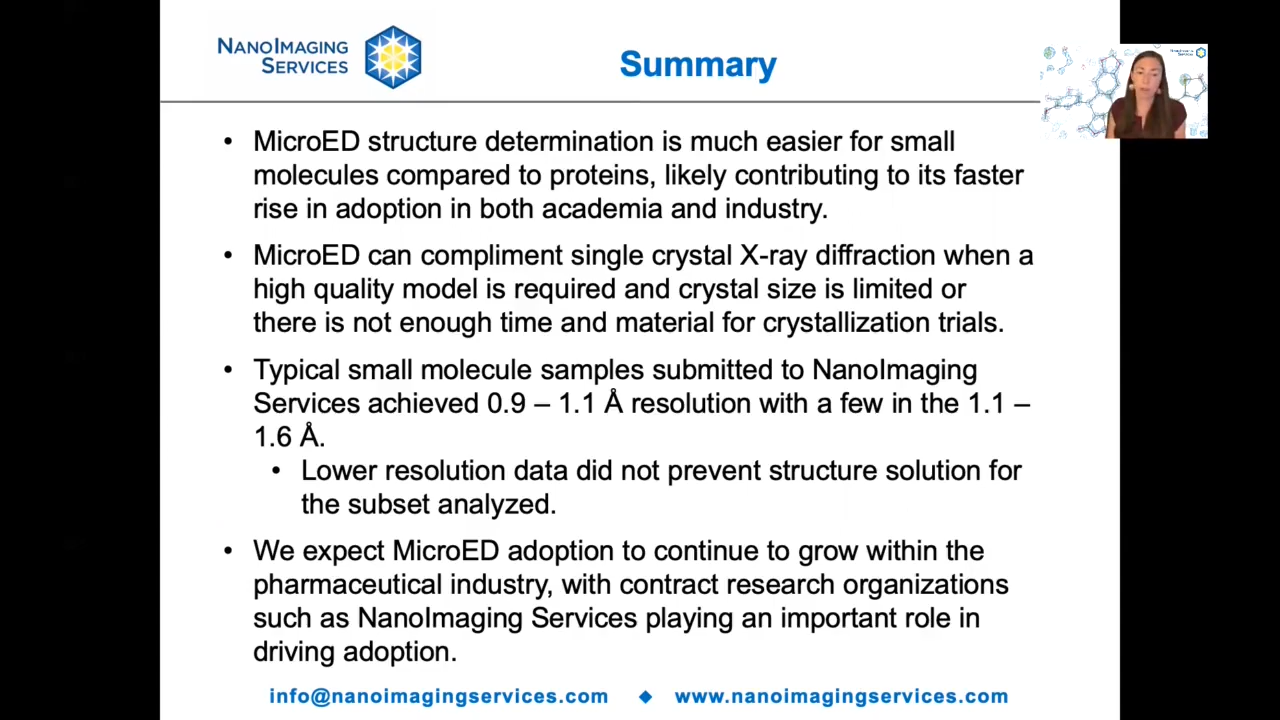 NANOIMAGING
SERVICES
Summary
• MicroED structure determination is much easier for small
molecules compared to proteins, likely contributing to its faster
rise in adoption in both academia and industry.
• MicroED can compliment single crystal X-ray diffraction when a
high quality model is required and crystal size is limited or
there is not enough time and material for crystallization trials.
• Typical small molecule samples submitted to NanoImaging
Services achieved 0.9 – 1.1 Å resolution with a few in the 1.1 –
1.6 Å.
• Lower resolution data did not prevent structure solution for
the subset analyzed.
• We expect MicroED adoption to continue to grow within the
pharmaceutical industry, with contract research organizations
such as NanoImaging Services playing an important role in
driving adoption.
info@nanoimagingservices.com ◆ www.nanoimagingservices.com